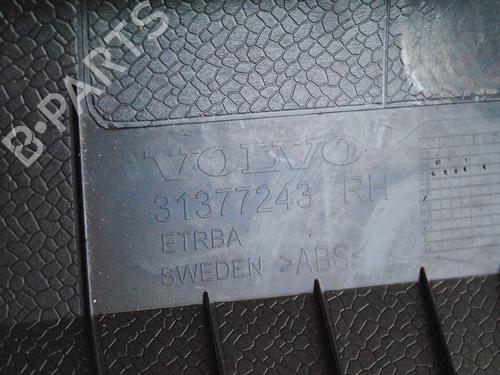 B-PARTS
VOLVO
31377243 RH
ETRBA
SWEDEN >ABS<